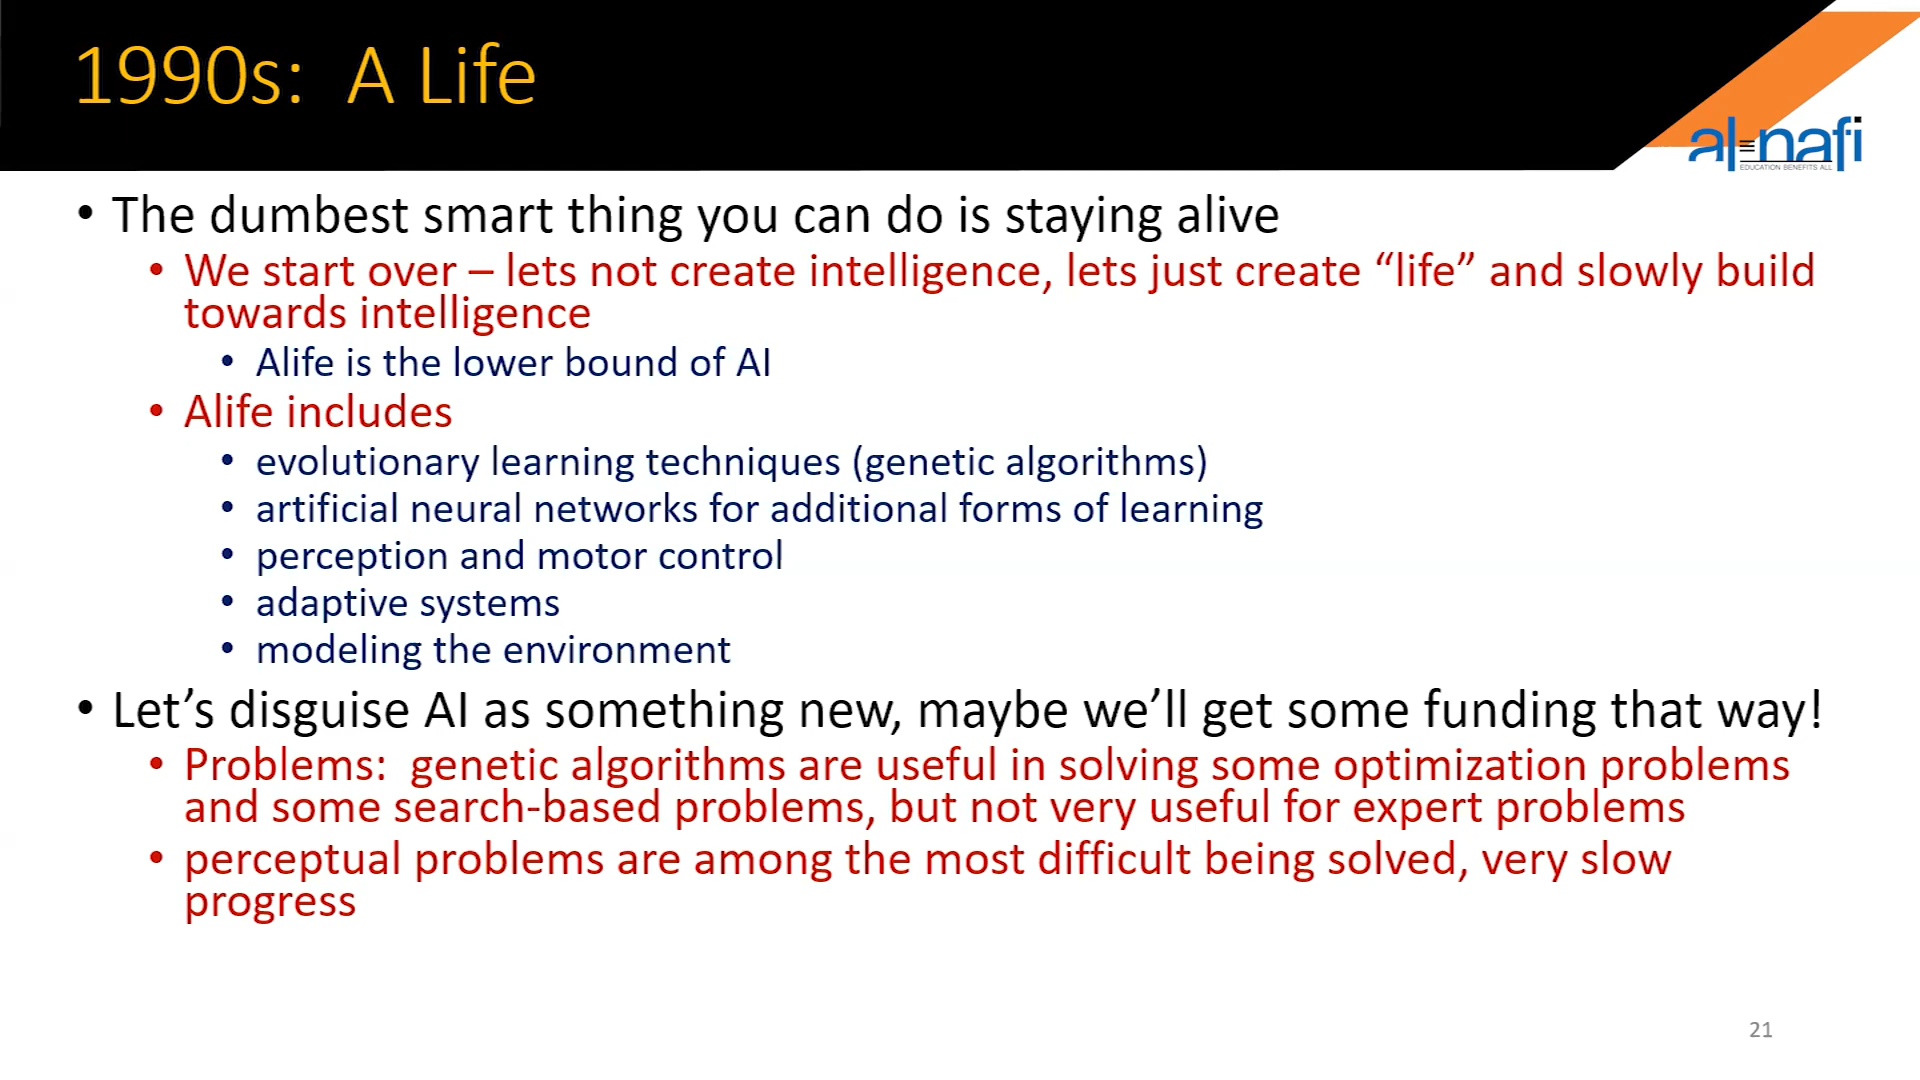 1990s:  A Life
al-nafi
EDUCATION BENEFITS ALL
• The dumbest smart thing you can do is staying alive
• We start over – lets not create intelligence, lets just create “life” and slowly build
towards intelligence
• Alife is the lower bound of AI
• Alife includes
• evolutionary learning techniques (genetic algorithms)
• artificial neural networks for additional forms of learning
• perception and motor control
• adaptive systems
• modeling the environment
• Let’s disguise AI as something new, maybe we’ll get some funding that way!
• Problems:  genetic algorithms are useful in solving some optimization problems
and some search-based problems, but not very useful for expert problems
• perceptual problems are among the most difficult being solved, very slow
progress
21